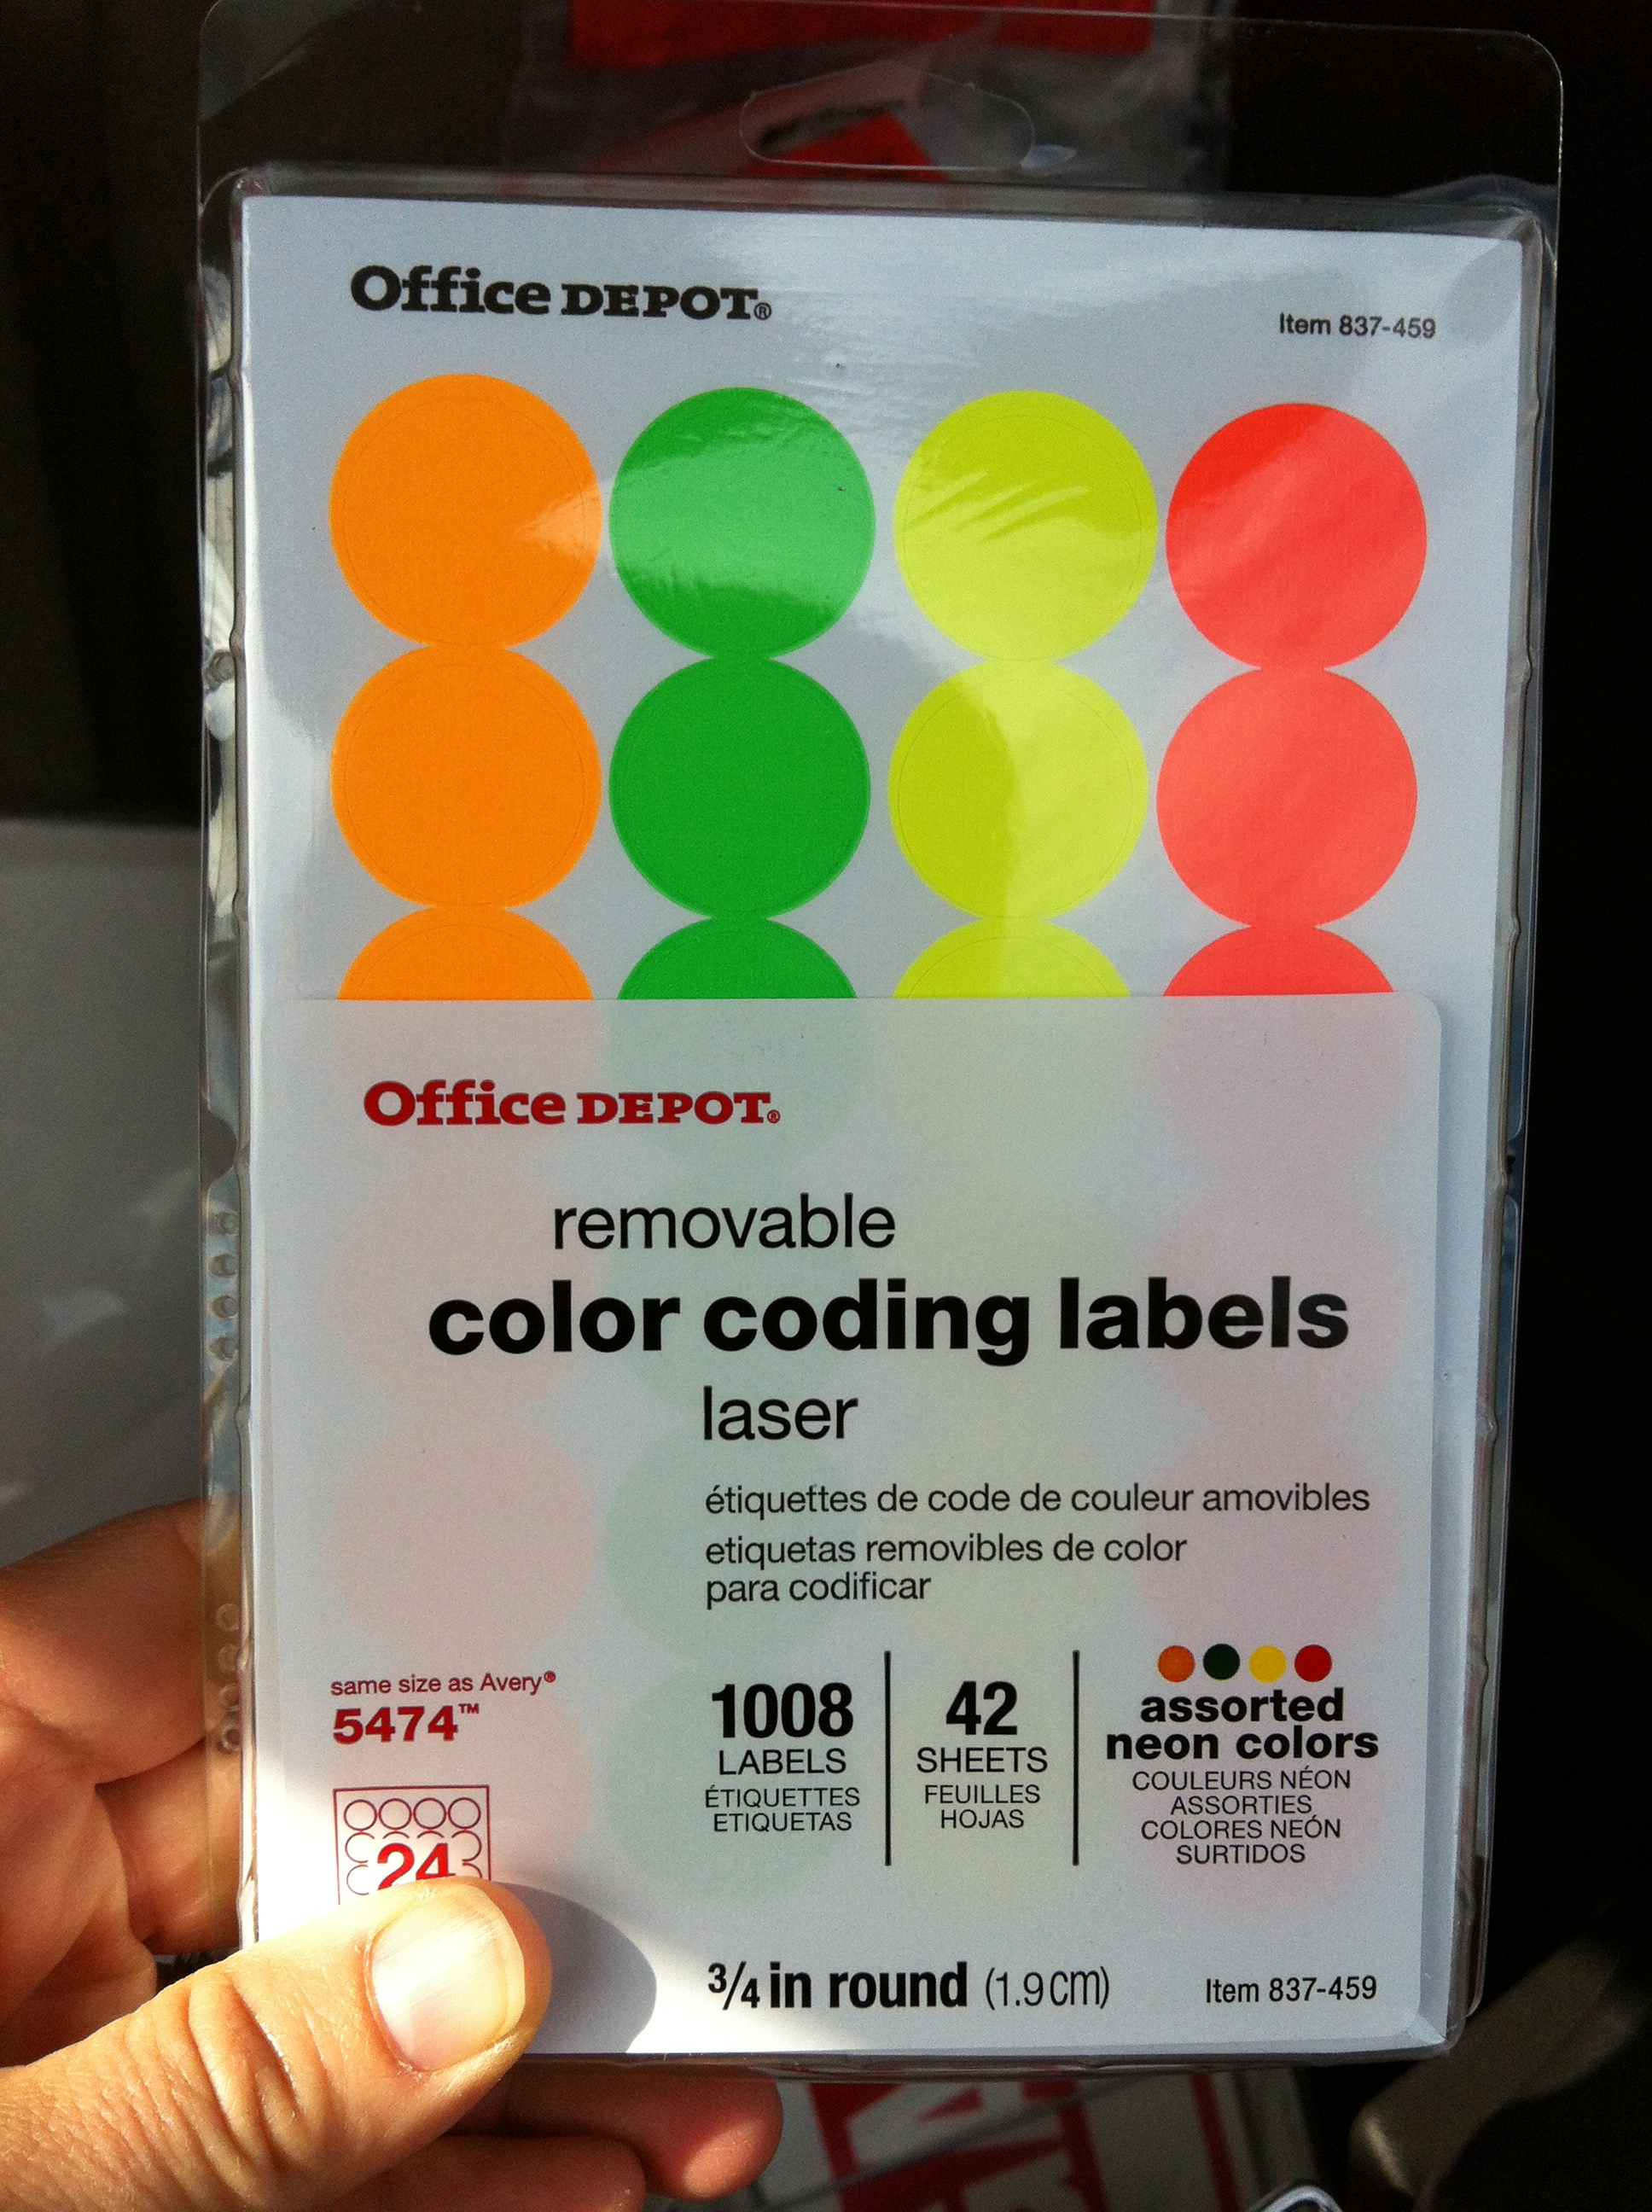 Office DEPOT®
Item 837-459
Office DEPOT®
removable
color coding labels
laser
étiquettes de code de couleur amovibles
etiquetas removibles de color
para codificar
same size as Avery®
5474™
24
1008
LABELS
ÉTIQUETTES
ETIQUETAS
42
SHEETS
FEUILLES
HOJAS
assorted
neon colors
COULEURS NÉON
ASSORTIES
COLORES NEÓN
SURTIDOS
3/4 in round (1.9 cm)
Item 837-459